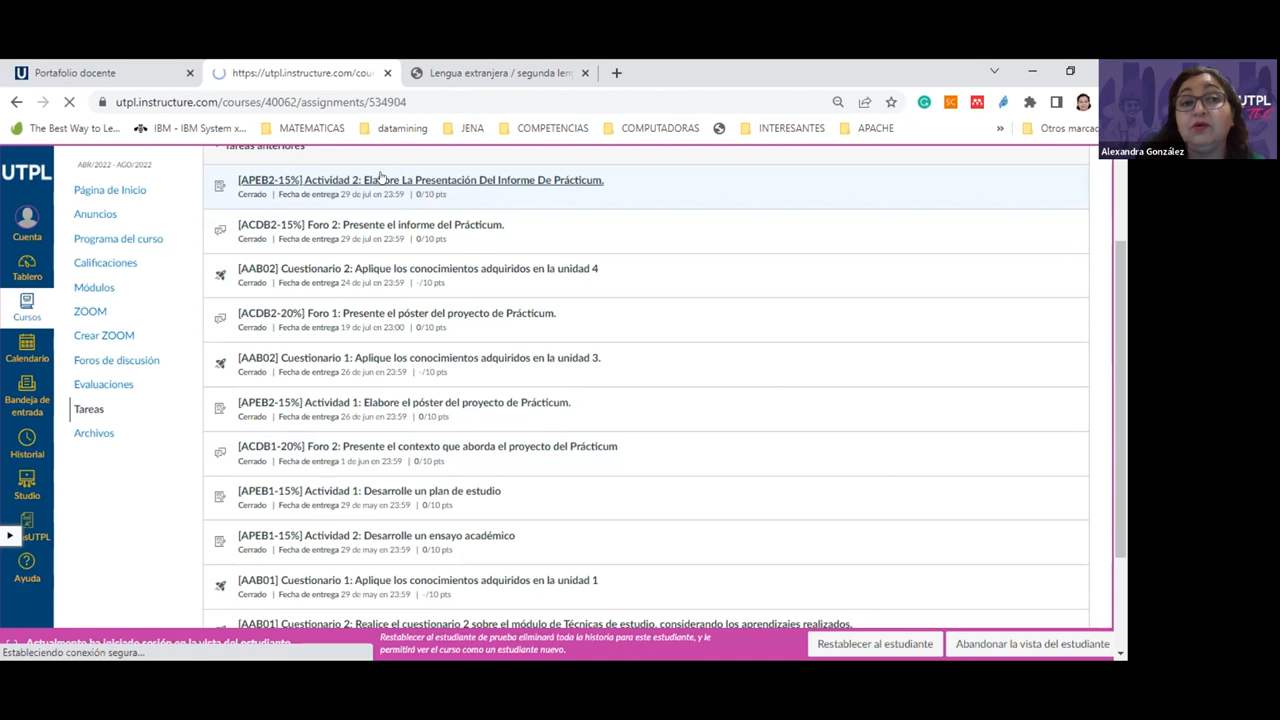 Portafolio docente
https://utpl.instructure.com/cou
Lengua extranjera / segunda len
utpl.instructure.com/courses/40062/assignments/534904
The Best Way to Le...
IBM - IBM System x...
MATEMATICAS
datamining
JENA
COMPETENCIAS
COMPUTADORAS
INTERESANTES
APACHE
»
Otros marcad
UTPL
Alexandra González
UTPL
Cuenta
Tablero
Cursos
Calendario
Bandeja de
entrada
Historial
Studio
sUTPL
Ayuda
ABR/2022 - AGO/2022
Página de Inicio
Anuncios
Programa del curso
Calificaciones
Módulos
ZOOM
Crear ZOOM
Foros de discusión
Evaluaciones
Tareas
Archivos
Tareas anteriores
[APEB2-15%] Actividad 2: Elabore La Presentación Del Informe De Prácticum.
Cerrado | Fecha de entrega 29 de jul en 23:59 | 0/10 pts
[ACDB2-15%] Foro 2: Presente el informe del Prácticum.
Cerrado | Fecha de entrega 29 de jul en 23:59 | 0/10 pts
[AAB02] Cuestionario 2: Aplique los conocimientos adquiridos en la unidad 4
Cerrado | Fecha de entrega 24 de jul en 23:59 | -/10 pts
[ACDB2-20%] Foro 1: Presente el póster del proyecto de Prácticum.
Cerrado | Fecha de entrega 19 de jul en 23:00 | 0/10 pts
[AAB02] Cuestionario 1: Aplique los conocimientos adquiridos en la unidad 3.
Cerrado | Fecha de entrega 26 de jun en 23:59 | -/10 pts
[APEB2-15%] Actividad 1: Elabore el póster del proyecto de Prácticum.
Cerrado | Fecha de entrega 26 de jun en 23:59 | 0/10 pts
[ACDB1-20%] Foro 2: Presente el contexto que aborda el proyecto del Prácticum
Cerrado | Fecha de entrega 1 de jun en 23:59 | 0/10 pts
[APEB1-15%] Actividad 1: Desarrolle un plan de estudio
Cerrado | Fecha de entrega 29 de may en 23:59 | 0/10 pts
[APEB1-15%] Actividad 2: Desarrolle un ensayo académico
Cerrado | Fecha de entrega 29 de may en 23:59 | 0/10 pts
[AAB01] Cuestionario 1: Aplique los conocimientos adquiridos en la unidad 1
Cerrado | Fecha de entrega 29 de may en 23:59 | -/10 pts
[AAB01] Cuestionario 2: Realice el cuestionario 2 sobre el módulo de Técnicas de estudio, considerando los aprendizajes realizados.
Actualmente ha iniciado sesión en la vista del estudiante
Restablecer al estudiante de prueba eliminará toda la historia para este estudiante, y le
permitirá ver el curso como un estudiante nuevo.
Restablecer al estudiante
Abandonar la vista del estudiante
Estableciendo conexión segura...